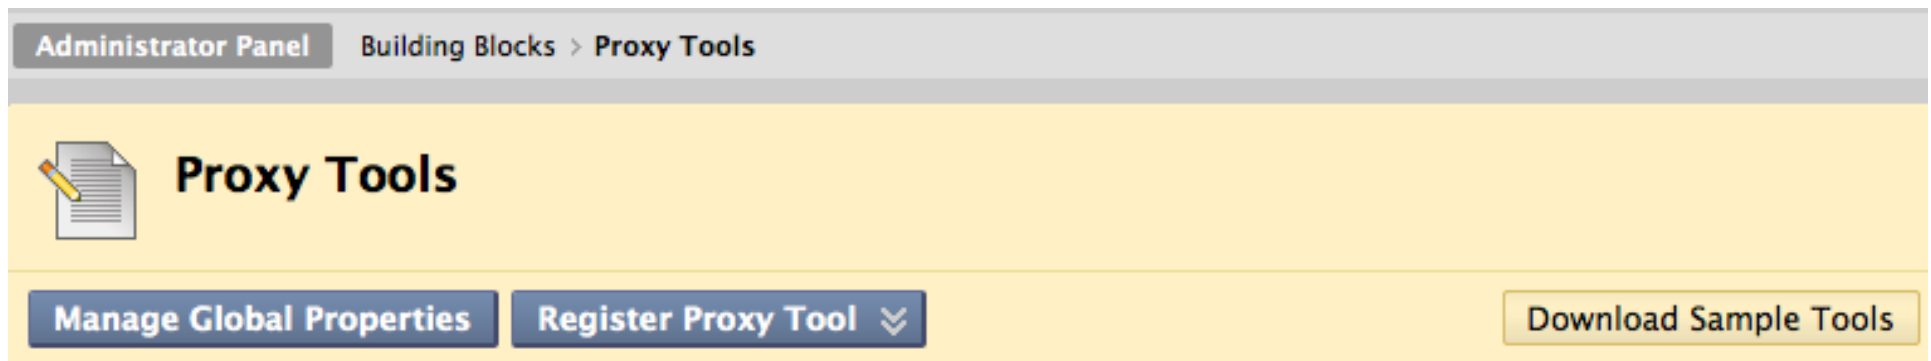 Administrator Panel Building Blocks > Proxy Tools
Proxy Tools
Manage Global Properties Register Proxy Tool Download Sample Tools